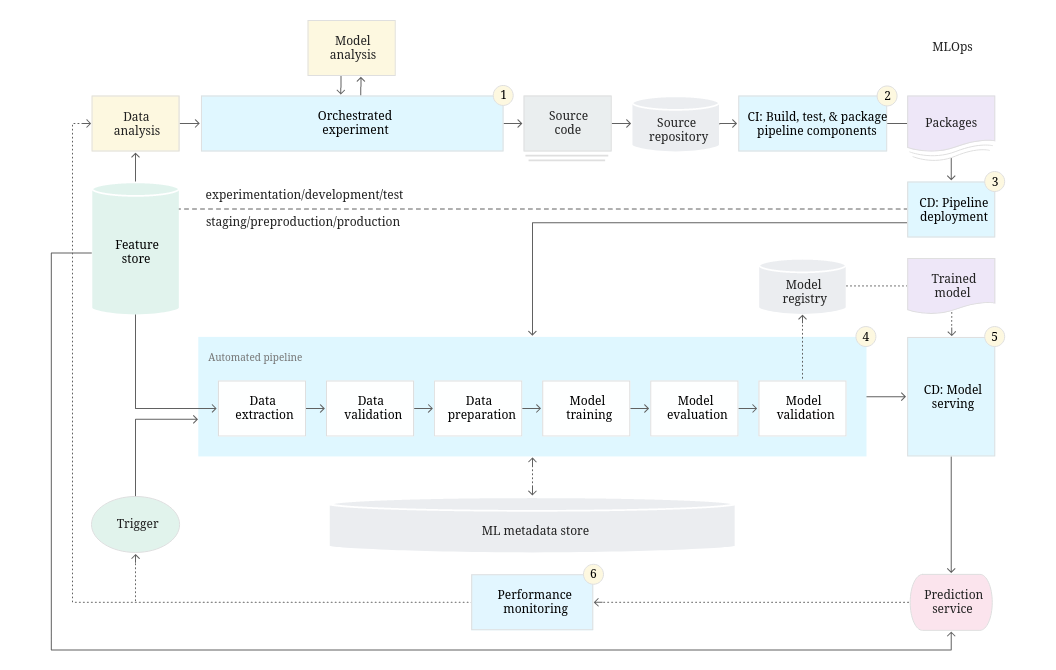 Model
analysis
MLOps
1
2
Data
analysis
Orchestrated
experiment
Source
code
Source
repository
CI: Build, test, & package
pipeline components
Packages
3
experimentation/development/test
CD: Pipeline
deployment
staging/preproduction/production
Feature
store
Model
registry
Trained
model
4
5
Automated pipeline
Data
extraction
Data
validation
Data
preparation
Model
training
Model
evaluation
Model
validation
CD: Model
serving
Trigger
ML metadata store
6
Performance
monitoring
Prediction
service